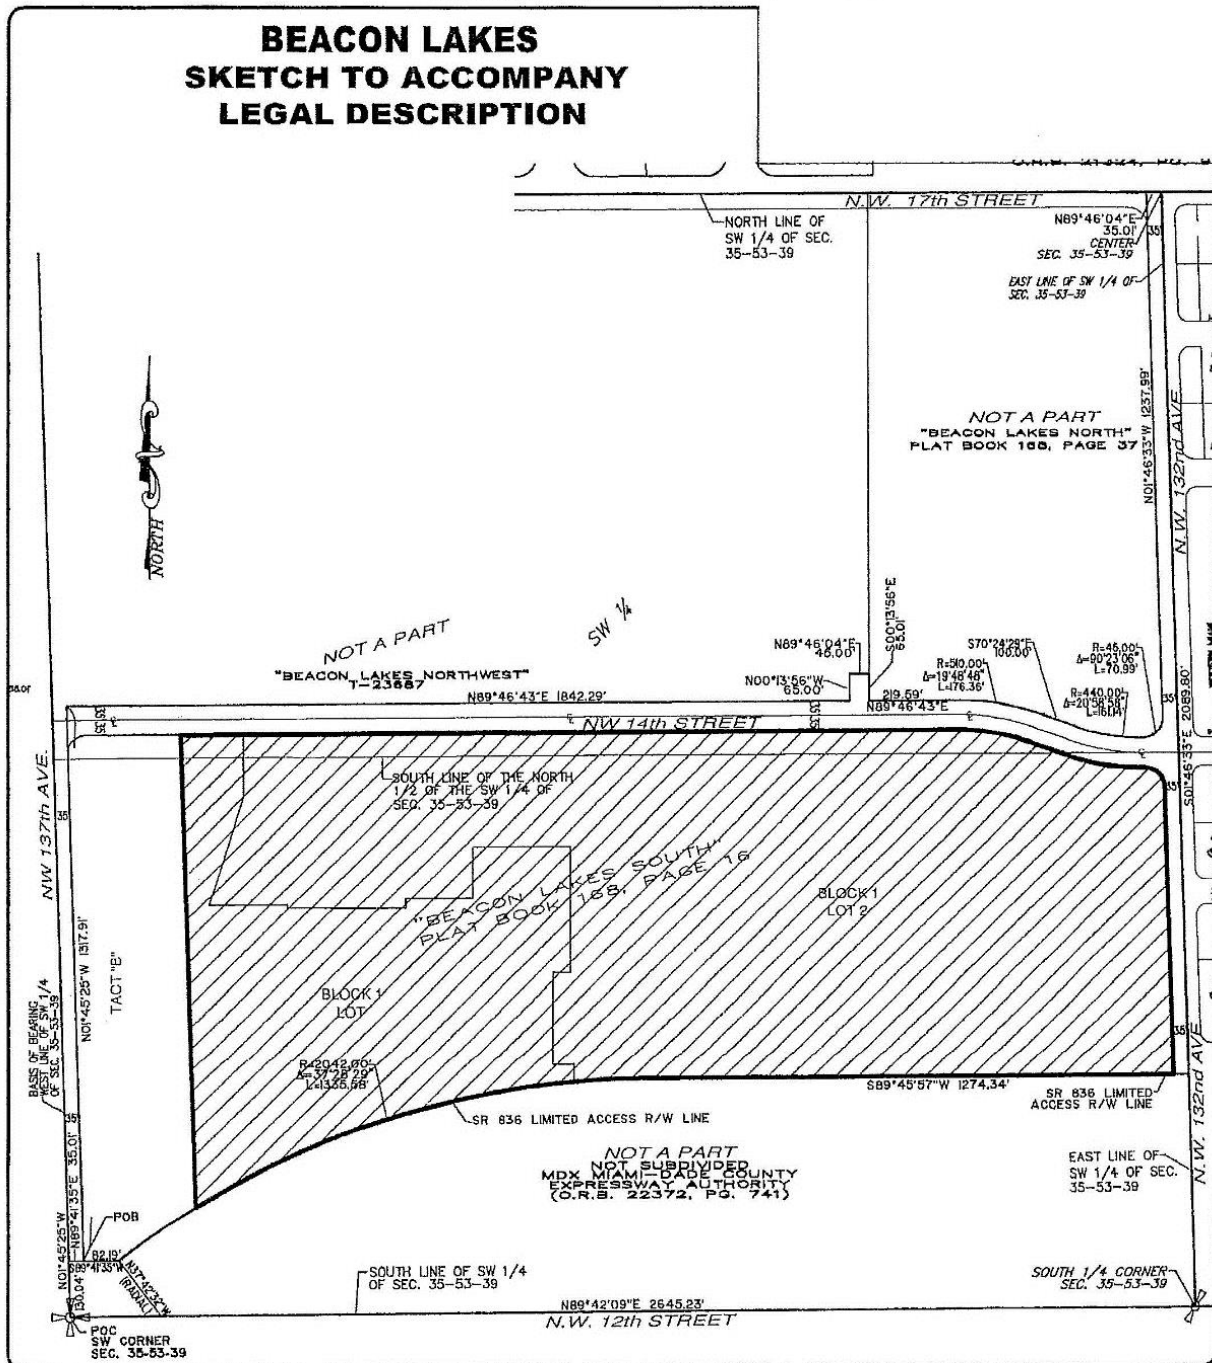 BEACON LAKES
SKETCH TO ACCOMPANY
LEGAL DESCRIPTION
N.W. 17th STREET
NORTH LINE OF
SW 1/4 OF SEC.
35-53-39
N89°46'04"E
35.01'
35'
CENTER
SEC. 35-53-39
EAST LINE OF SW 1/4 OF
SEC. 35-53-39
N01°46'33"W 1237.99'
N.W. 132nd AVE
NOT A PART
"BEACON LAKES NORTH"
PLAT BOOK 168, PAGE 37
NORTH
SW 1/4
NOT A PART
"BEACON LAKES NORTHWEST"
T-23687
N89°46'43"E 1842.29'
N89°46'04"E
45.00'
N00°13'56"W
65.00'
S00°13'56"E
65.01'
219.59'
N89°46'43"E
S70°24'29"E
100.00'
R=510.00'
Δ=19°48'48"
L=176.36'
R=45.00'
Δ=90°23'06"
L=70.99'
R=440.00'
Δ=20°58'58"
L=161.14'
35'
S01°46'33"E 2089.80'
35'
35'
35'
35'
NW 14th STREET
35'
SOUTH LINE OF THE NORTH
1/2 OF THE SW 1/4 OF
SEC. 35-53-39
NW 137th AVE.
35'
"BEACON LAKES SOUTH"
PLAT BOOK 168, PAGE 16
BLOCK 1
LOT 2
BLOCK 1
LOT
TACT "B"
N01°45'25"W 1317.91'
BASIS OF BEARING
WEST LINE OF SW 1/4
OF SEC. 35-53-39
R=2042.00'
Δ=37°28'29"
L=1335.58'
35'
35'
S89°45'57"W 1274.34'
SR 836 LIMITED
ACCESS R/W LINE
SR 836 LIMITED ACCESS R/W LINE
NOT A PART
NOT SUBDIVIDED
MDX MIAMI-DADE COUNTY
EXPRESSWAY AUTHORITY
(O.R.B. 22372, PG. 741)
EAST LINE OF
SW 1/4 OF SEC.
35-53-39
N.W. 132nd AVE
N89°41'35"E 35.01'
POB
82.19'
S89°41'35"W
N37°42'32"W
(RADIAL)
N01°45'25"W
130.04'
SOUTH LINE OF SW 1/4
OF SEC. 35-53-39
SOUTH 1/4 CORNER
SEC. 35-53-39
N89°42'09"E 2645.23'
N.W. 12th STREET
POC
SW CORNER
SEC. 35-53-39